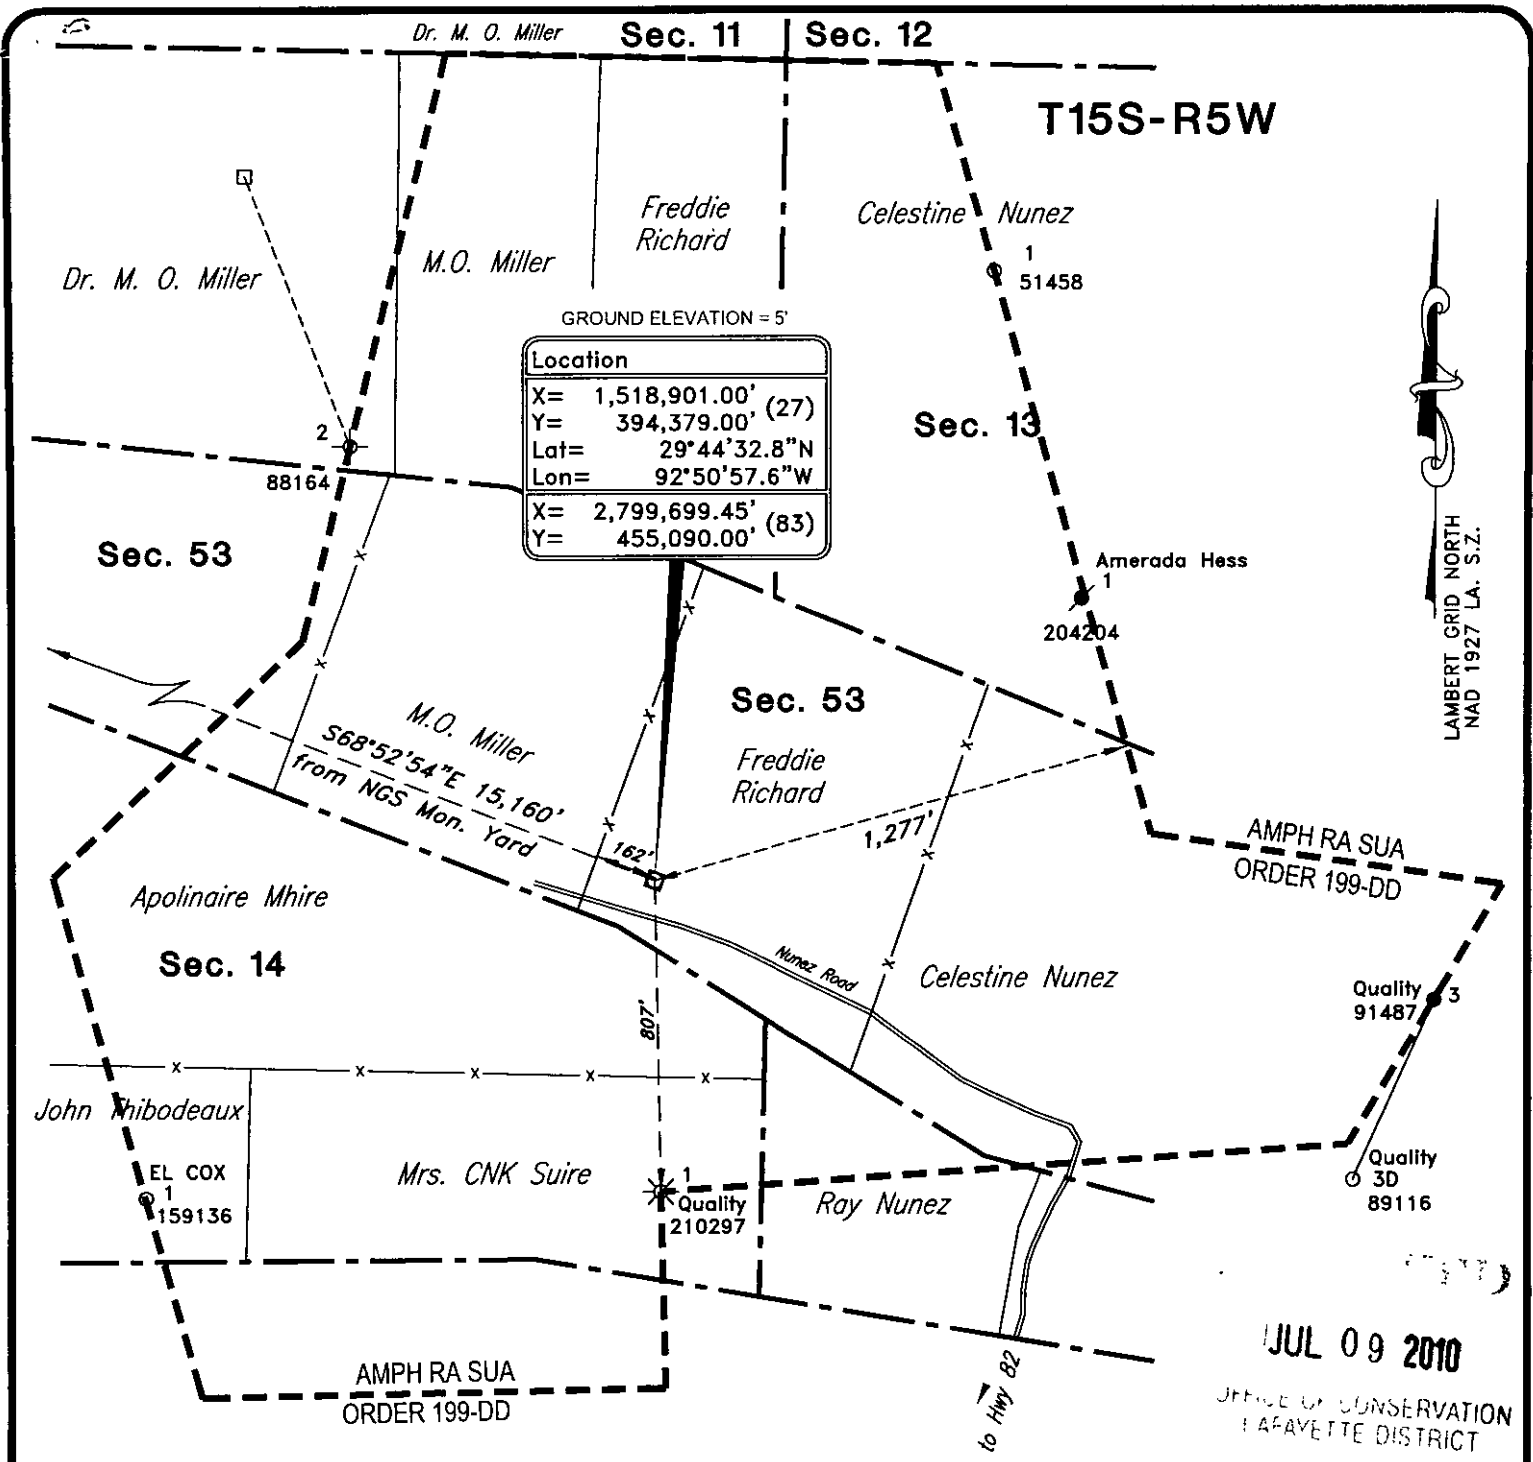 Dr. M. O. Miller
Sec. 11
Sec. 12
T15S-R5W
Freddie
Richard
Celestine Nunez
M.O. Miller
Dr. M. O. Miller
1
51458
GROUND ELEVATION = 5'
Location
X= 1,518,901.00' (27)
Y= 394,379.00'
Lat= 29°44'32.8"N
Lon= 92°50'57.6"W
X= 2,799,699.45' (83)
Y= 455,090.00'
Sec. 13
2
88164
Sec. 53
Amerada Hess
1
204204
LAMBERT GRID NORTH
NAD 1927 LA. S.Z.
M.O. Miller
Sec. 53
Freddie
Richard
S68°52'54"E 15,160'
from NGS Mon. Yard
162'
1,277'
AMPH RA SUA
ORDER 199-DD
Apolinaire Mhire
Sec. 14
Nunez Road
Celestine Nunez
Quality
91487
3
807'
John Thibodeaux
EL COX
1
159136
Mrs. CNK Suire
1
Quality
210297
Ray Nunez
Quality
3D
89116
JUL 09 2010
OFFICE OF CONSERVATION
LAFAYETTE DISTRICT
AMPH RA SUA
ORDER 199-DD
to Hwy 82